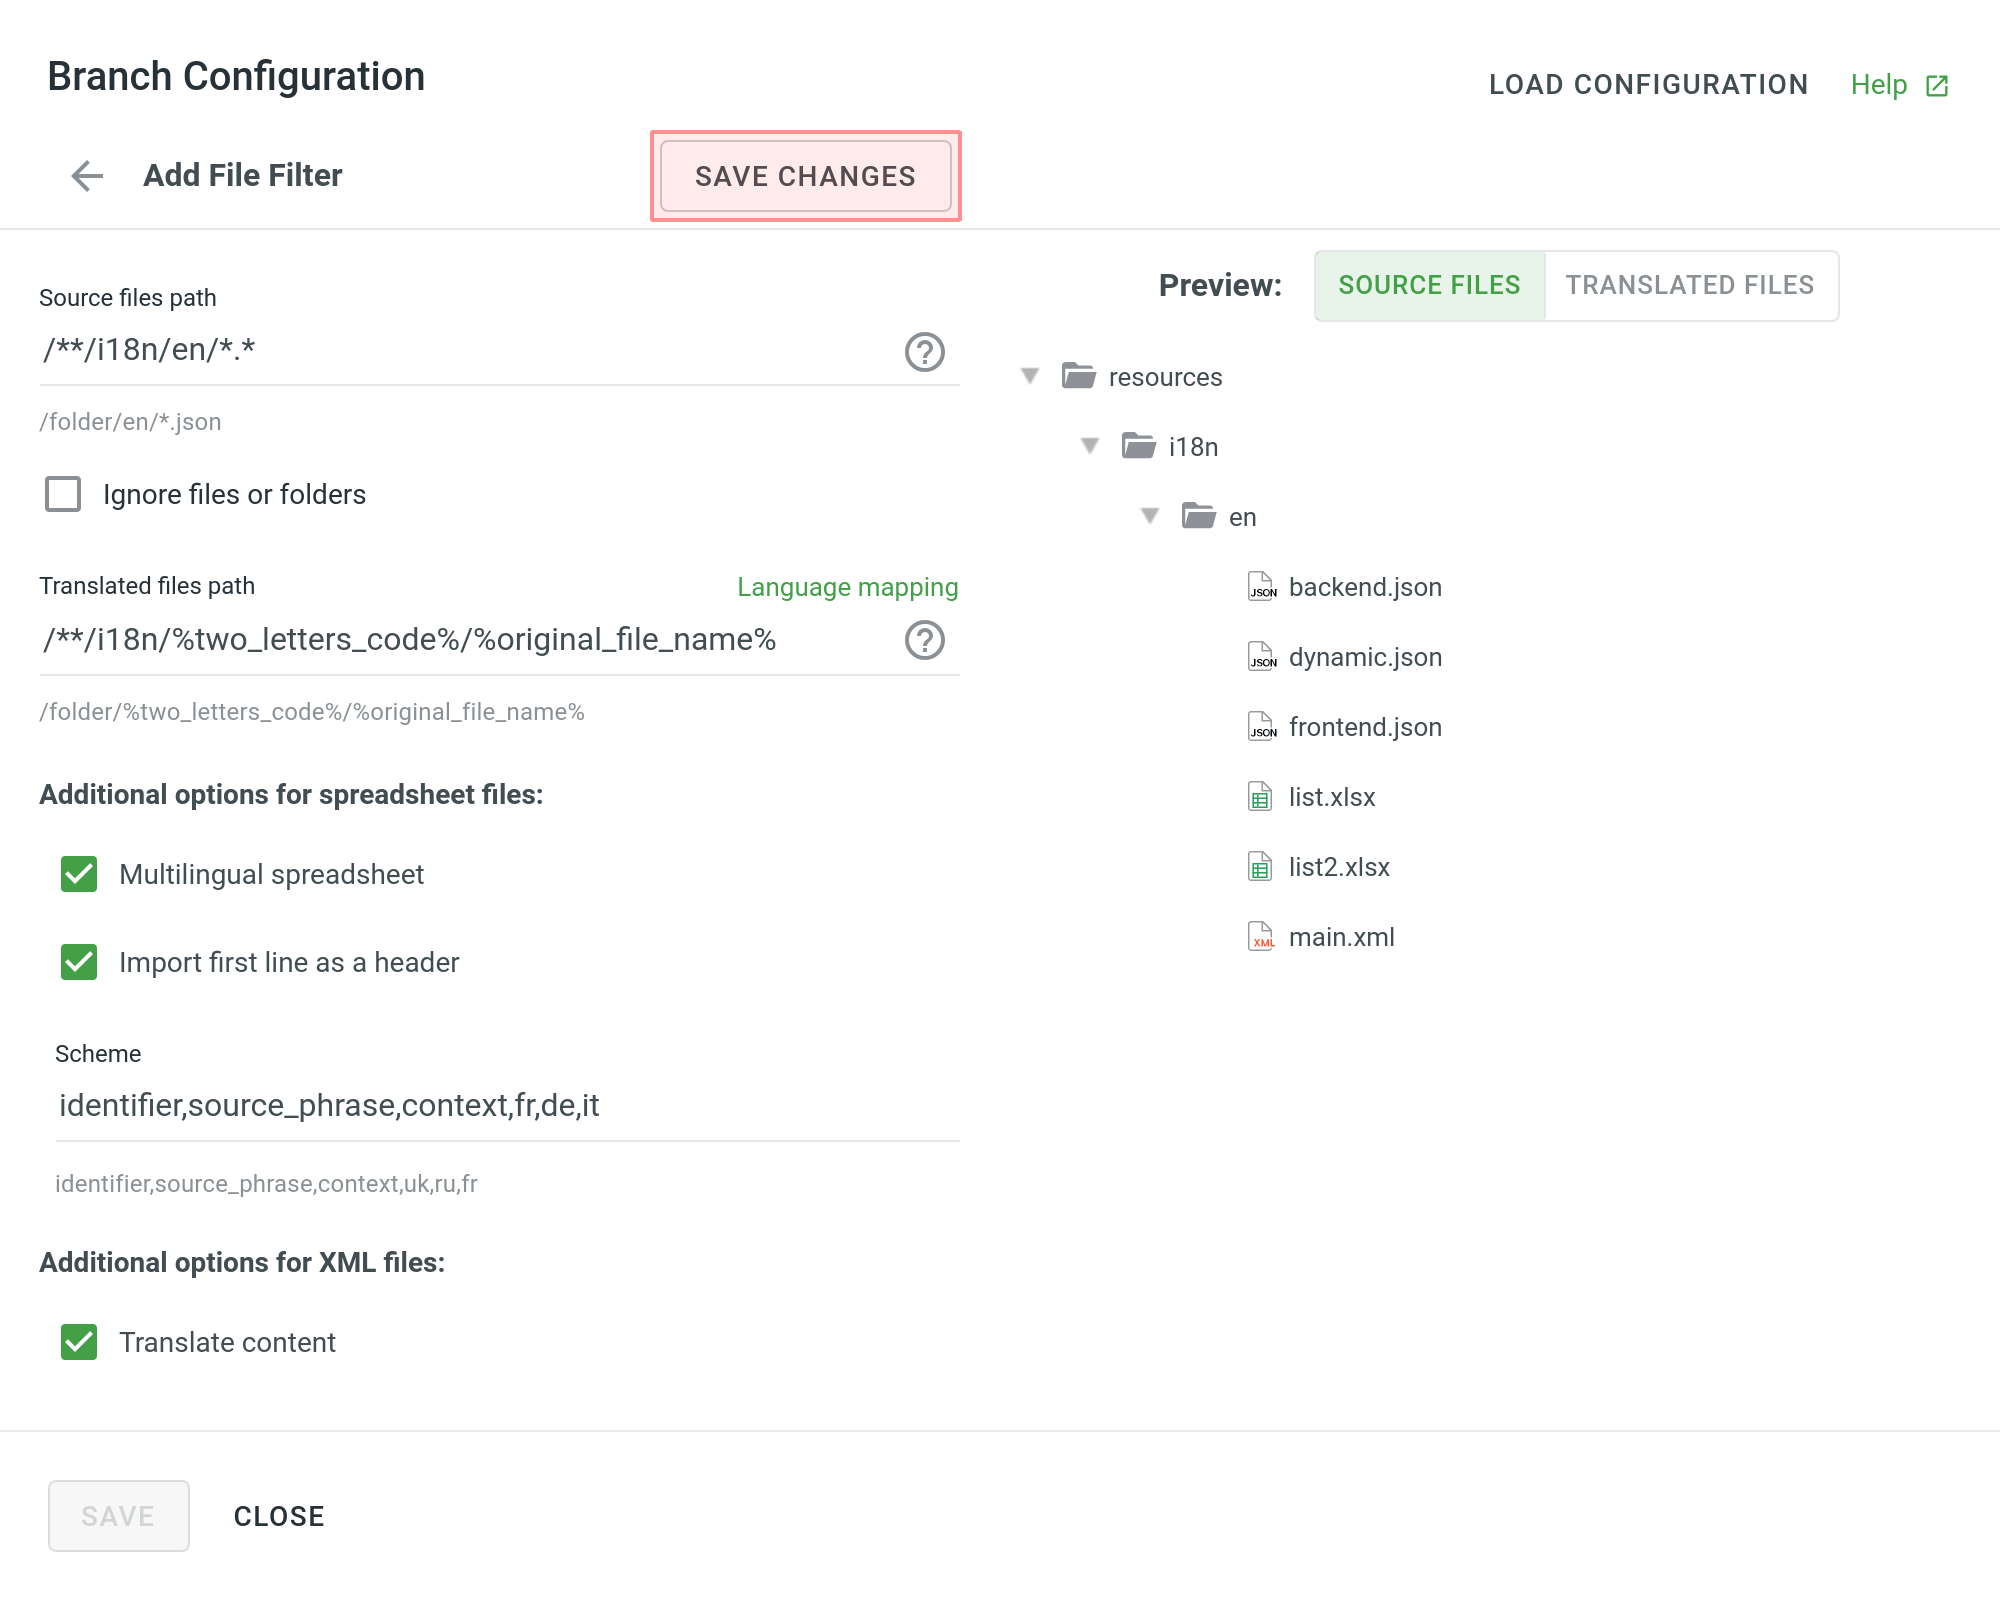 Branch Configuration
LOAD CONFIGURATION
Help
Add File Filter
SAVE CHANGES
Source files path
/**/i18n/en/*.*
/folder/en/*.json
Ignore files or folders
Translated files path
Language mapping
/**/i18n/%two_letters_code%/%original_file_name%
/folder/%two_letters_code%/%original_file_name%
Additional options for spreadsheet files:
Multilingual spreadsheet
Import first line as a header
Scheme
identifier,source_phrase,context,fr,de,it
identifier,source_phrase,context,uk,ru,fr
Additional options for XML files:
Translate content
Preview:
SOURCE FILES
TRANSLATED FILES
resources
i18n
en
JSON backend.json
JSON dynamic.json
JSON frontend.json
list.xlsx
list2.xlsx
XML main.xml
SAVE
CLOSE